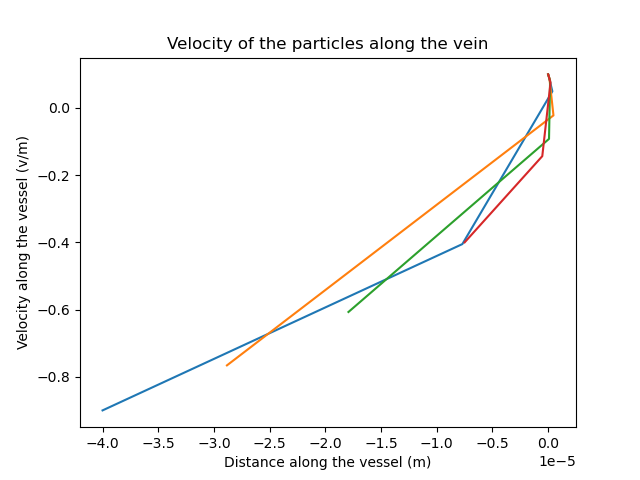 Velocity of the particles along the vein
Velocity along the vessel (v/m)
0.0
−0.2
−0.4
−0.6
−0.8
−4.0 −3.5 −3.0 −2.5 −2.0 −1.5 −1.0 −0.5 0.0
1e−5
Distance along the vessel (m)